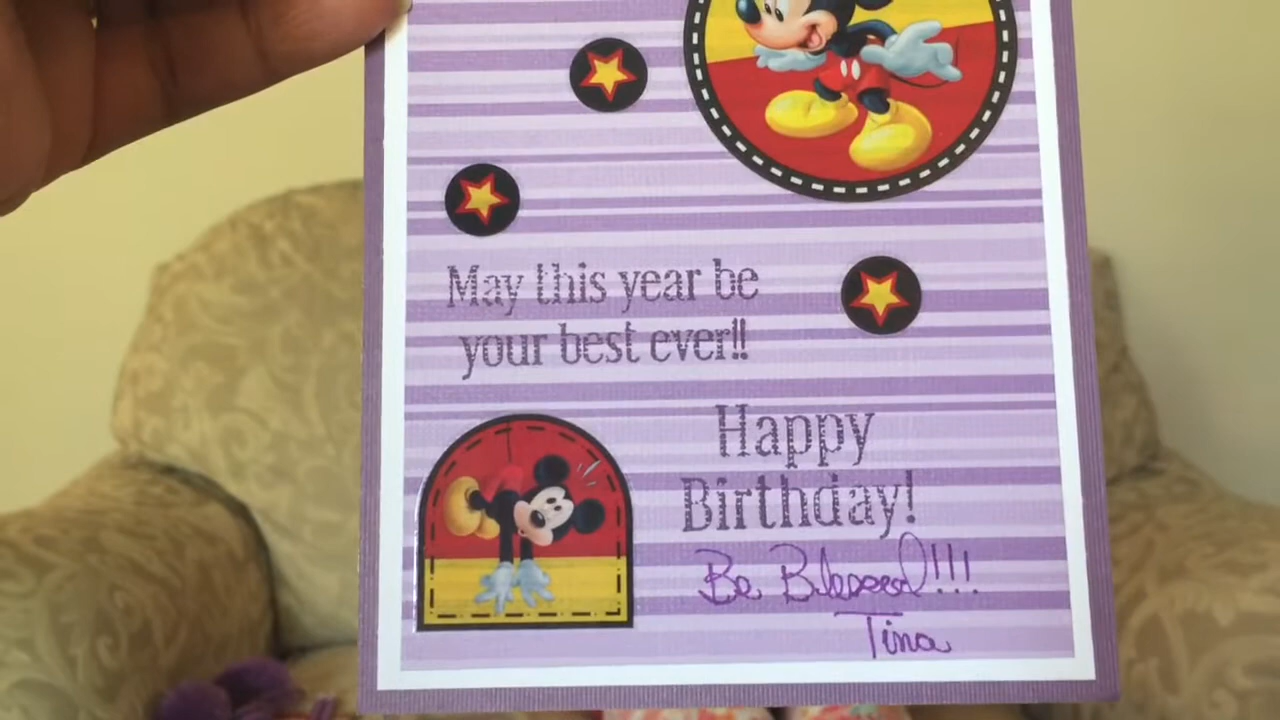 May this year be
your best ever!!
Happy
Birthday!
Be Blessed!!!
Tina